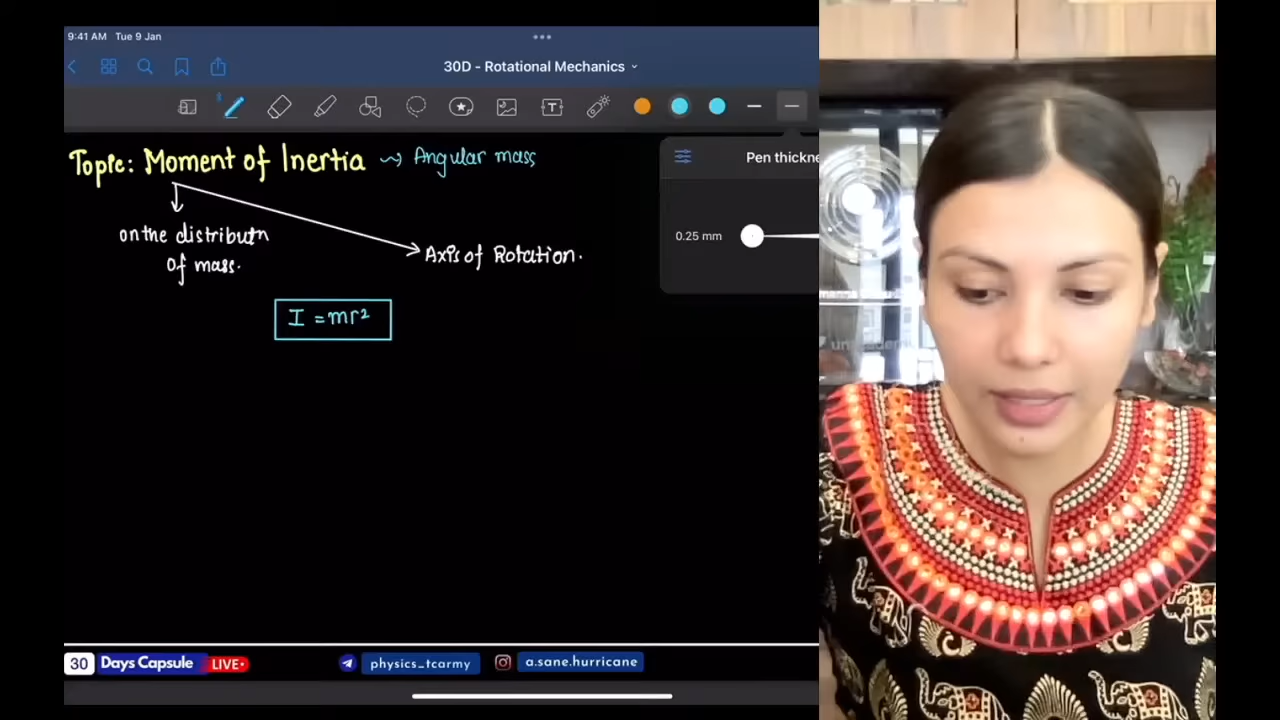 9:41 AM Tue 9 Jan
30D - Rotational Mechanics
Topic: Moment of Inertia ⤳ Angular mass
Pen thickne
0.25 mm
on the distributn
of mass.
Axis of Rotation.
I = mr²
30 Days Capsule LIVE
physics_tcarmy
a.sane.hurricane